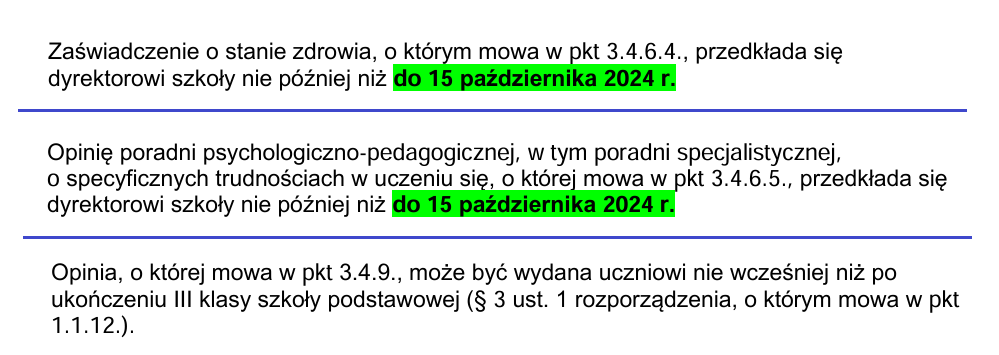 Zaświadczenie o stanie zdrowia, o którym mowa w pkt 3.4.6.4., przedkłada się
dyrektorowi szkoły nie później niż do 15 października 2024 r.
Opinię poradni psychologiczno-pedagogicznej, w tym poradni specjalistycznej,
o specyficznych trudnościach w uczeniu się, o której mowa w pkt 3.4.6.5., przedkłada się
dyrektorowi szkoły nie później niż do 15 października 2024 r.
Opinia, o której mowa w pkt 3.4.9., może być wydana uczniowi nie wcześniej niż po
ukończeniu III klasy szkoły podstawowej (§ 3 ust. 1 rozporządzenia, o którym mowa w pkt
1.1.12.).